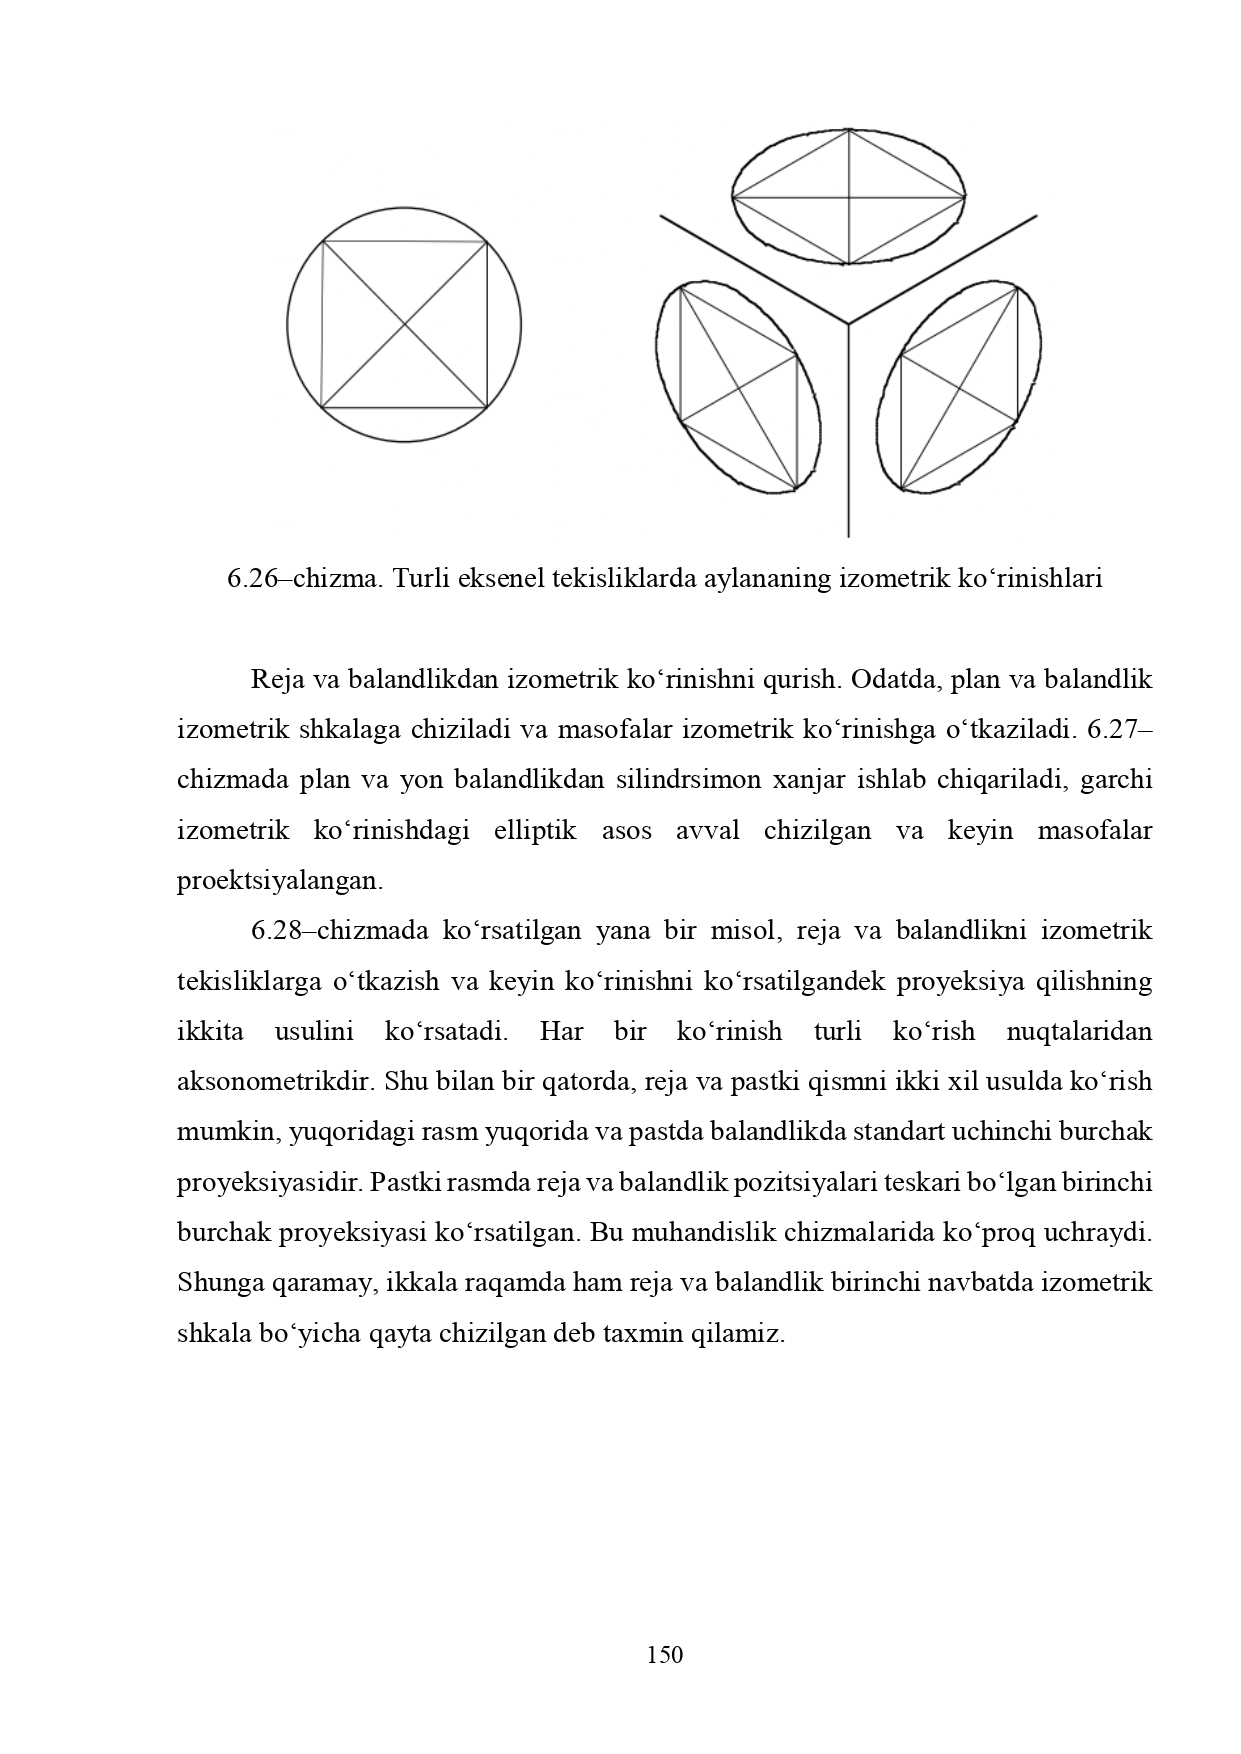 6.26–chizma. Turli eksenel tekisliklarda aylananing izometrik ko‘rinishlari
Reja va balandlikdan izometrik ko‘rinishni qurish. Odatda, plan va balandlik
izometrik shkalaga chiziladi va masofalar izometrik ko‘rinishga o‘tkaziladi. 6.27–
chizmada plan va yon balandlikdan silindrsimon xanjar ishlab chiqariladi, garchi
izometrik ko‘rinishdagi elliptik asos avval chizilgan va keyin masofalar
proektsiyalangan.
6.28–chizmada ko‘rsatilgan yana bir misol, reja va balandlikni izometrik
tekisliklarga o‘tkazish va keyin ko‘rinishni ko‘rsatilgandek proyeksiya qilishning
ikkita usulini ko‘rsatadi. Har bir ko‘rinish turli ko‘rish nuqtalaridan
aksonometrikdir. Shu bilan bir qatorda, reja va pastki qismni ikki xil usulda ko‘rish
mumkin, yuqoridagi rasm yuqorida va pastda balandlikda standart uchinchi burchak
proyeksiyasidir. Pastki rasmda reja va balandlik pozitsiyalari teskari bo‘lgan birinchi
burchak proyeksiyasi ko‘rsatilgan. Bu muhandislik chizmalarida ko‘proq uchraydi.
Shunga qaramay, ikkala raqamda ham reja va balandlik birinchi navbatda izometrik
shkala bo‘yicha qayta chizilgan deb taxmin qilamiz.
150